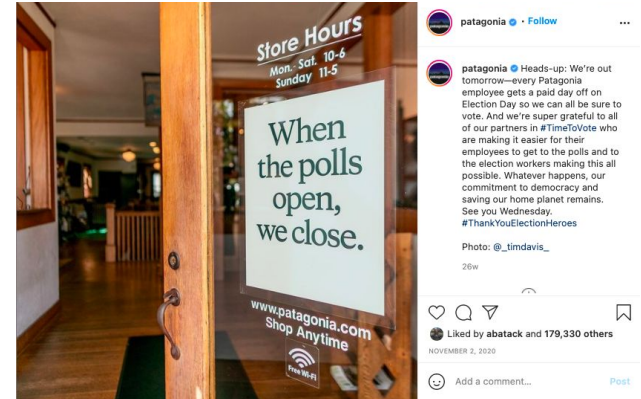 Store Hours
Mon.- Sat. 10-6
Sunday 11-5
When
the polls
open,
we close.
www.patagonia.com
Shop Anytime
Free Wi-Fi
patagonia • Follow
patagonia Heads-up: We're out
tomorrow—every Patagonia
employee gets a paid day off on
Election Day so we can all be sure to
vote. And we're super grateful to all
of our partners in #TimeToVote who
are making it easier for their
employees to get to the polls and to
the election workers making this all
possible. Whatever happens, our
commitment to democracy and
saving our home planet remains.
See you Wednesday.
#ThankYouElectionHeroes
Photo: @_timdavis_
26w
Liked by abatack and 179,330 others
NOVEMBER 2, 2020
Add a comment...
Post